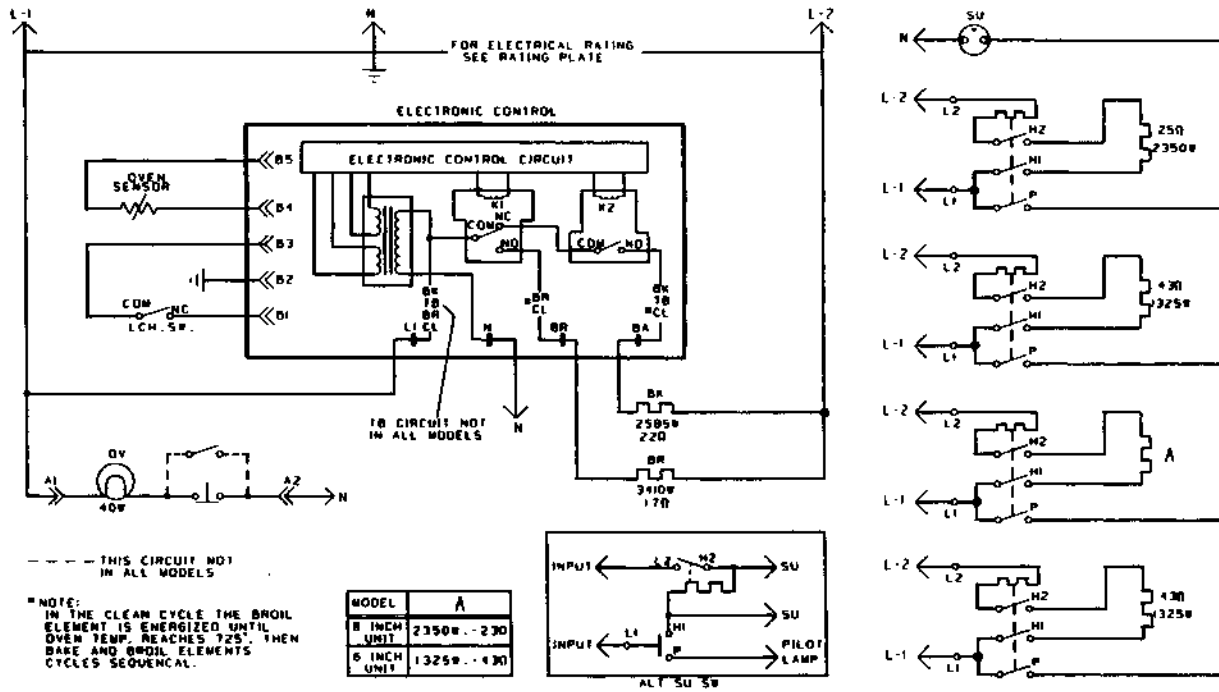 L-1
N
L-2
FOR ELECTRICAL RATING
SEE RATING PLATE
ELECTRONIC CONTROL
ELECTRONIC CONTROL CIRCUIT
B5
OVEN
SENSOR
B4
B3
B2
COM NC
LCH. SW.
B1
K1
NC
COM
NO
K2
COM NO
BK
TB
BR
CL
*BR
CL
BK
TB
*CL
L1
N
BR
BA
TB CIRCUIT NOT
IN ALL MODELS
N
BK
2585W
22Ω
BR
3410W
17Ω
OV
A1
40W
A2
N
THIS CIRCUIT NOT
IN ALL MODELS
*NOTE:
IN THE CLEAN CYCLE THE BROIL
ELEMENT IS ENERGIZED UNTIL
OVEN TEMP. REACHES 725°. THEN
BAKE AND BROIL ELEMENTS
CYCLES SEQUENCAL.
MODEL A
8 INCH
UNIT 2350W.-23Ω
6 INCH
UNIT 1325W.-43Ω
INPUT L2 H2 SU
SU
H1
INPUT L1 P PILOT
LAMP
ALT SU SW
SU
N
L-2 L2
H2
25Ω
2350W
H1
L-1 L1 P
L-2 L2
H2
43Ω
1325W
H1
L-1 L1 P
L-2 L2
H2
A
H1
L-1 L1 P
L-2 L2
H2
43Ω
1325W
H1
L-1 L1 P